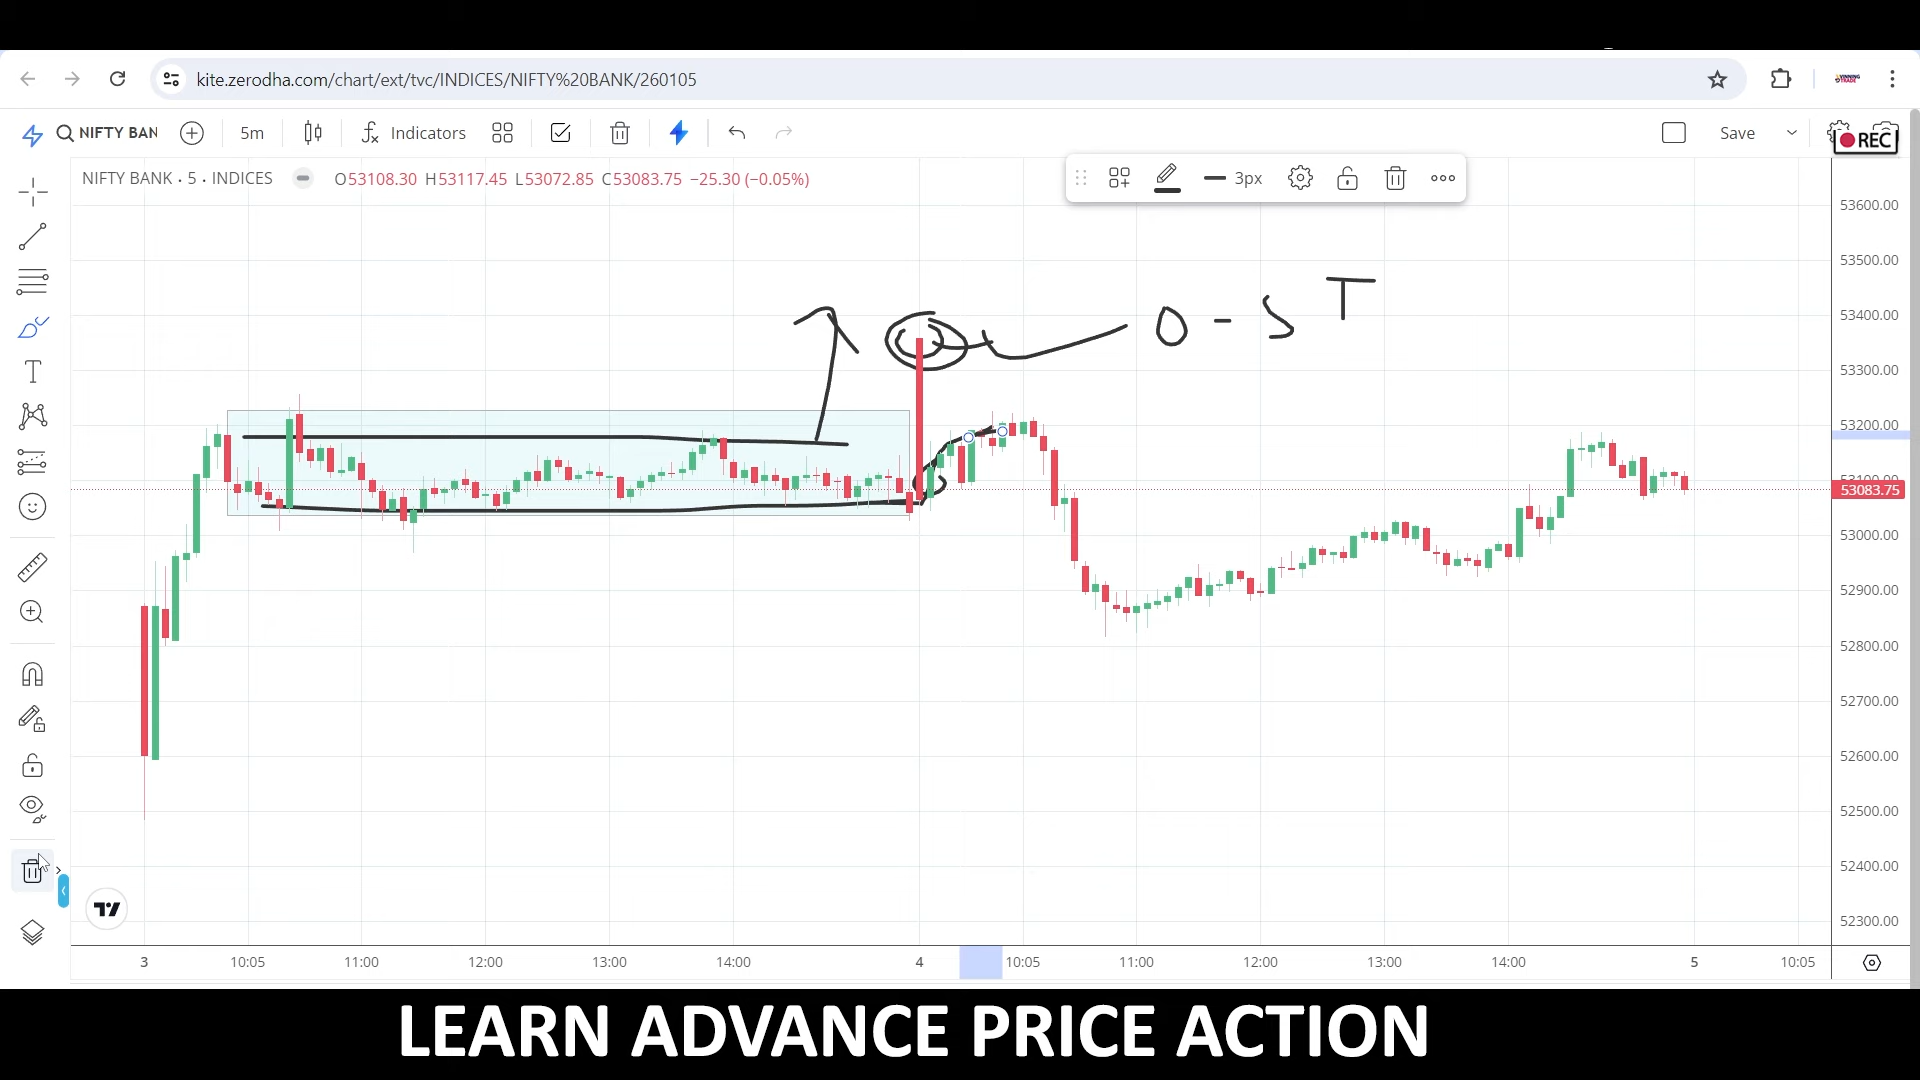 kite.zerodha.com/chart/ext/tvc/INDICES/NIFTY%20BANK/260105
NIFTY BAN 5m Indicators Save
REC
NIFTY BANK · 5 · INDICES O53108.30 H53117.45 L53072.85 C53083.75 −25.30 (−0.05%)
3px
53600.00
53500.00
53400.00
53300.00
53200.00
53100.00
53083.75
53000.00
52900.00
52800.00
52700.00
52600.00
52500.00
52400.00
52300.00
O - S T
3 10:05 11:00 12:00 13:00 14:00 4 10:05 11:00 12:00 13:00 14:00 5 10:05
LEARN ADVANCE PRICE ACTION